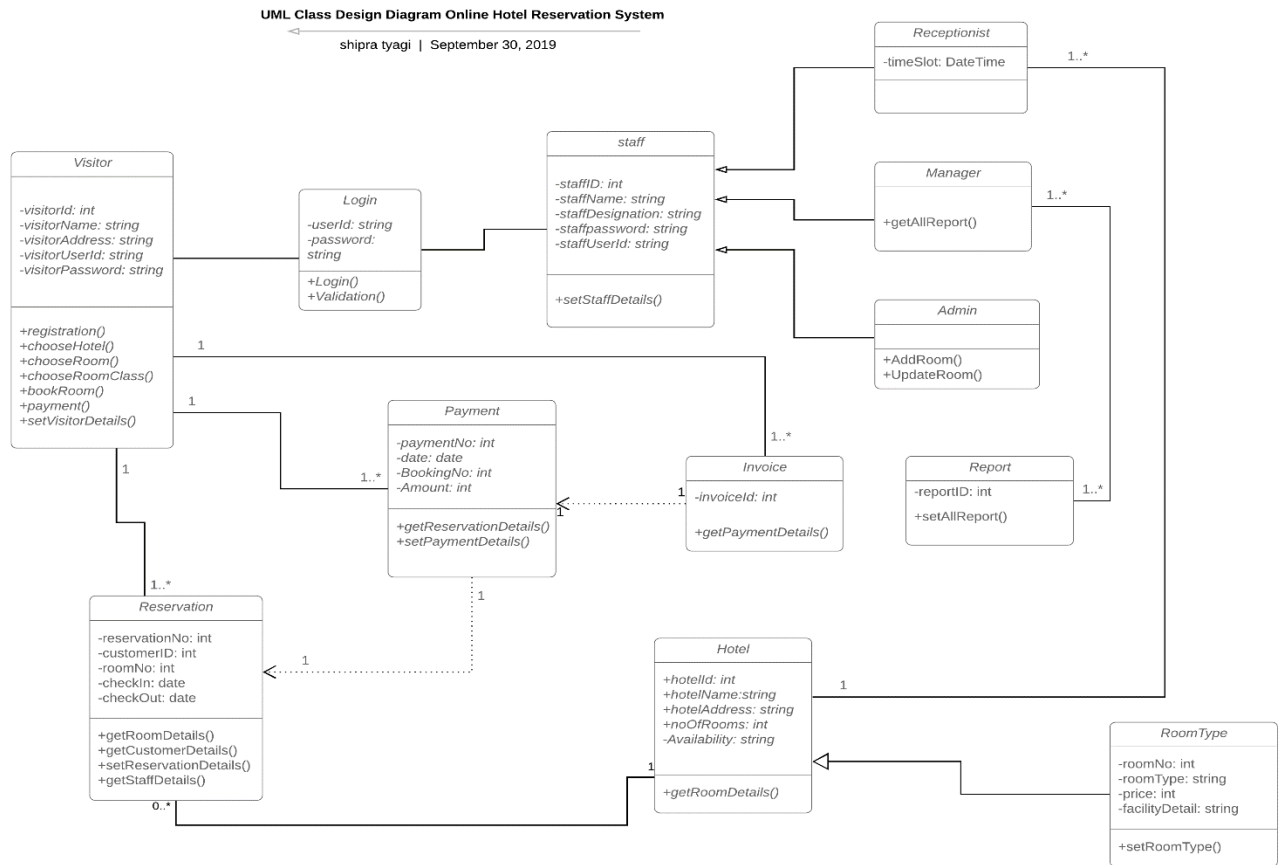 UML Class Design Diagram Online Hotel Reservation System
shipra tyagi | September 30, 2019
Receptionist
-timeSlot: DateTime
1..*
staff
-staffID: int
-staffName: string
-staffDesignation: string
-staffpassword: string
-staffUserId: string
+setStaffDetails()
Visitor
-visitorId: int
-visitorName: string
-visitorAddress: string
-visitorUserId: string
-visitorPassword: string
+registration()
+chooseHotel()
+chooseRoom()
+chooseRoomClass()
+bookRoom()
+payment()
+setVisitorDetails()
Login
-userId: string
-password:
string
+Login()
+Validation()
Manager
+getAllReport()
1..*
Admin
+AddRoom()
+UpdateRoom()
1
1
1
Payment
-paymentNo: int
-date: date
-BookingNo: int
-Amount: int
+getReservationDetails()
+setPaymentDetails()
1..*
1..*
Invoice
-invoiceId: int
+getPaymentDetails()
1
1
Report
-reportID: int
+setAllReport()
1..*
1..*
1
1
Reservation
-reservationNo: int
-customerID: int
-roomNo: int
-checkIn: date
-checkOut: date
+getRoomDetails()
+getCustomerDetails()
+setReservationDetails()
+getStaffDetails()
0..*
Hotel
+hotelId: int
+hotelName:string
+hotelAddress: string
+noOfRooms: int
-Availability: string
+getRoomDetails()
1
1
RoomType
-roomNo: int
-roomType: string
-price: int
-facilityDetail: string
+setRoomType()